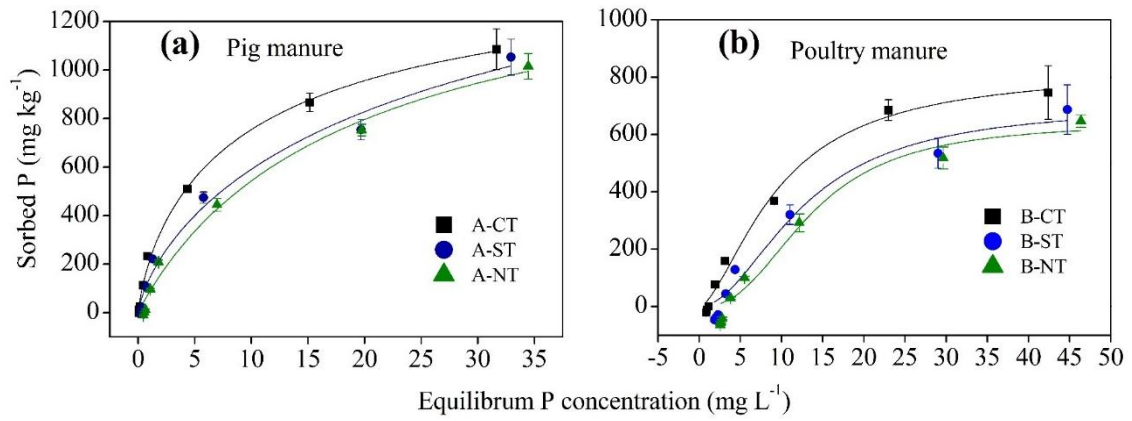 (a) Pig manure
1200
1000
800
600
400
200
0
Sorbed P (mg kg⁻¹)
A-CT
A-ST
A-NT
0 5 10 15 20 25 30 35
(b) Poultry manure
1000
800
600
400
200
0
B-CT
B-ST
B-NT
-5 0 5 10 15 20 25 30 35 40 45 50
Equilibrum P concentration (mg L⁻¹)